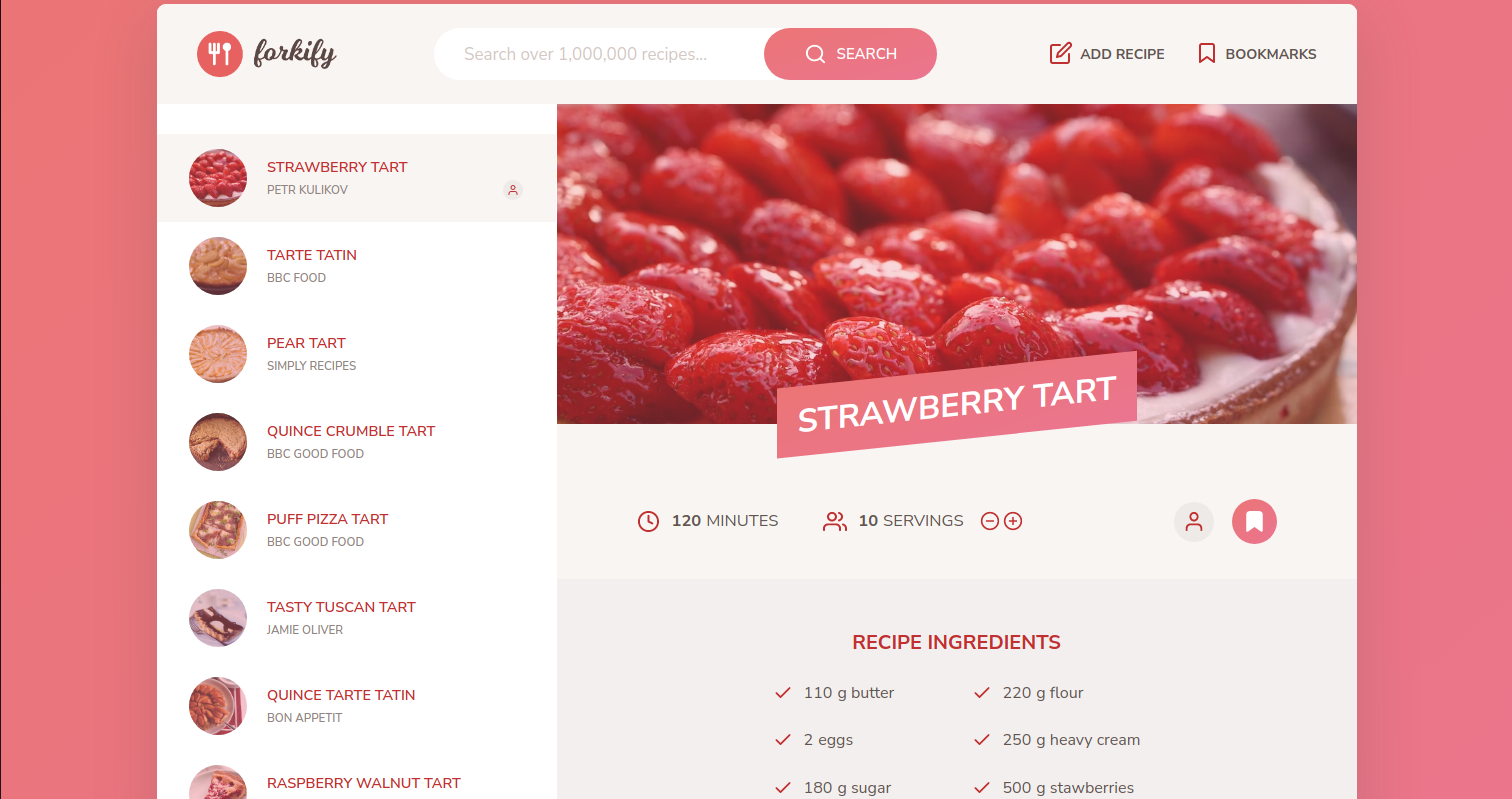 forkify
Search over 1,000,000 recipes...
SEARCH
ADD RECIPE
BOOKMARKS
STRAWBERRY TART
PETR KULIKOV
TARTE TATIN
BBC FOOD
PEAR TART
SIMPLY RECIPES
QUINCE CRUMBLE TART
BBC GOOD FOOD
PUFF PIZZA TART
BBC GOOD FOOD
TASTY TUSCAN TART
JAMIE OLIVER
QUINCE TARTE TATIN
BON APPETIT
RASPBERRY WALNUT TART
STRAWBERRY TART
120 MINUTES
10 SERVINGS
RECIPE INGREDIENTS
110 g butter
220 g flour
2 eggs
250 g heavy cream
180 g sugar
500 g stawberries